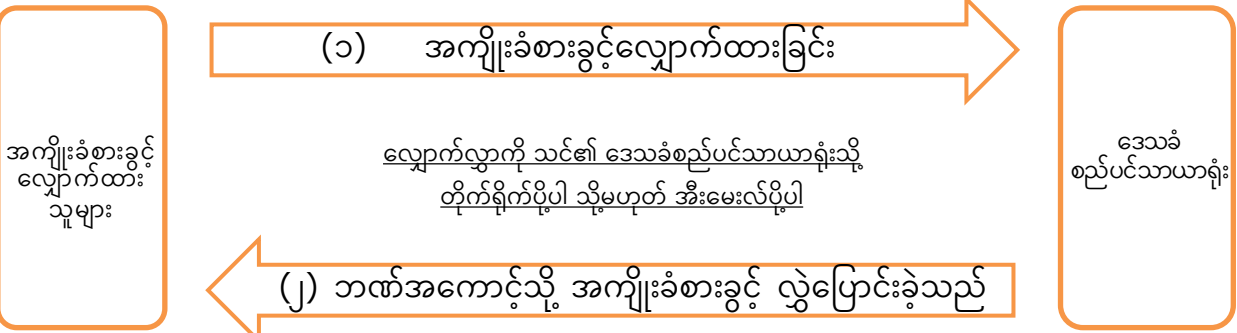 (၁) အကျိုးခံစားခွင့်လျှောက်ထားခြင်း
အကျိုးခံစားခွင့်
လျှောက်ထား
သူများ
လျှောက်လွှာကို သင်၏ ဒေသခံစည်ပင်သာယာရုံးသို့
တိုက်ရိုက်ပို့ပါ သို့မဟုတ် အီးမေးလ်ပို့ပါ
ဒေသခံ
စည်ပင်သာယာရုံး
(၂) ဘဏ်အကောင့်သို့ အကျိုးခံစားခွင့် လွှဲပြောင်းခဲ့သည်